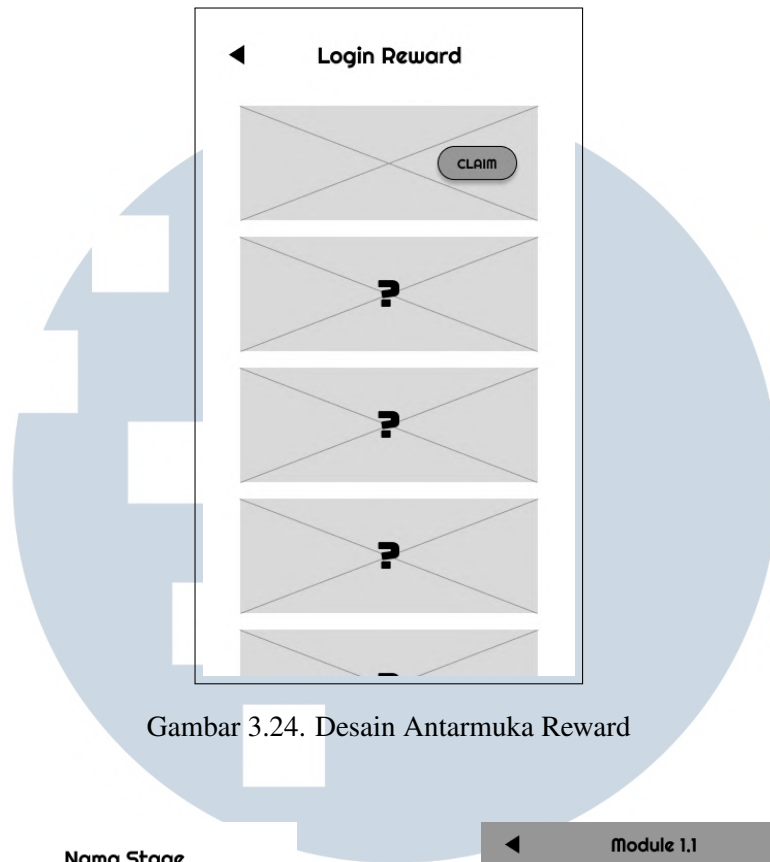 Login Reward
CLAIM
?
?
?
?
Gambar 3.24. Desain Antarmuka Reward
Nama Stage
Module 1.1